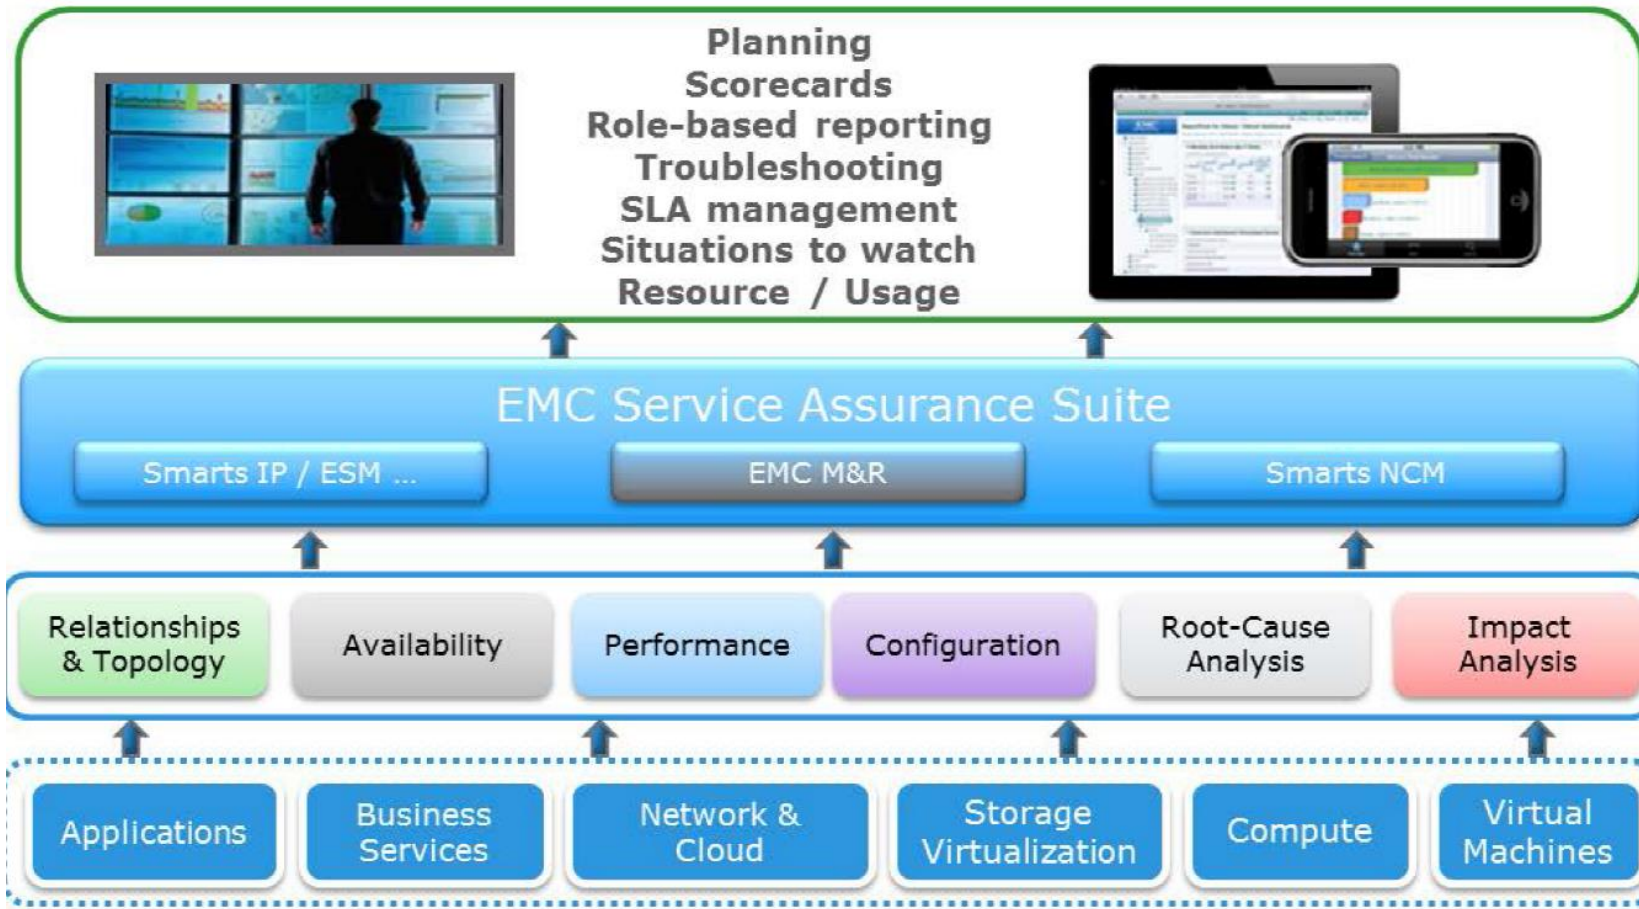 Planning
Scorecards
Role-based reporting
Troubleshooting
SLA management
Situations to watch
Resource / Usage
EMC
EMC Service Assurance Suite
Smarts IP / ESM ...
EMC M&R
Smarts NCM
Relationships
& Topology
Availability
Performance
Configuration
Root-Cause
Analysis
Impact
Analysis
Applications
Business
Services
Network &
Cloud
Storage
Virtualization
Compute
Virtual
Machines